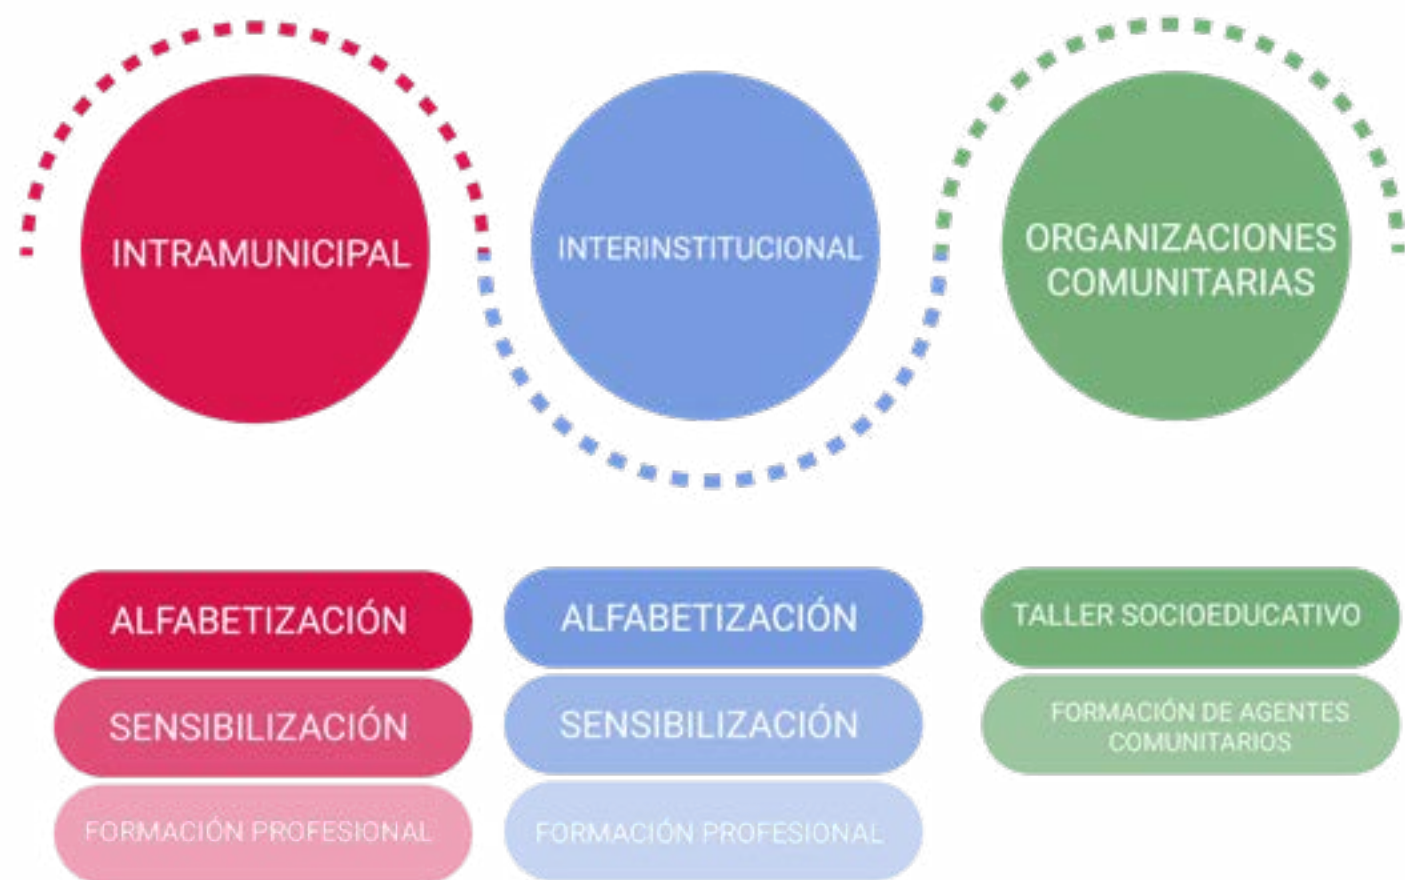 INTRAMUNICIPAL
INTERINSTITUCIONAL
ORGANIZACIONES
COMUNITARIAS
ALFABETIZACIÓN
SENSIBILIZACIÓN
FORMACIÓN PROFESIONAL
ALFABETIZACIÓN
SENSIBILIZACIÓN
FORMACIÓN PROFESIONAL
TALLER SOCIOEDUCATIVO
FORMACIÓN DE AGENTES
COMUNITARIOS